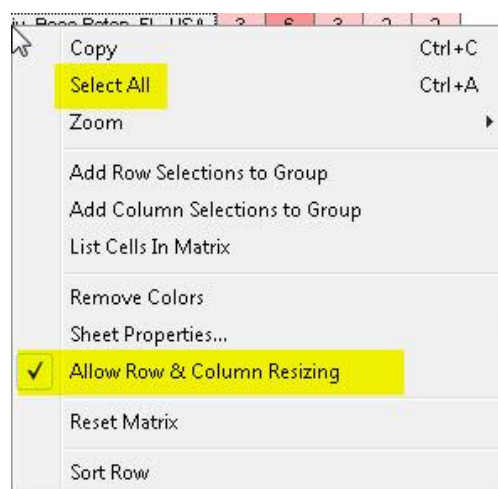 Copy Ctrl+C
Select All Ctrl+A
Zoom
Add Row Selections to Group
Add Column Selections to Group
List Cells In Matrix
Remove Colors
Sheet Properties...
Allow Row & Column Resizing
Reset Matrix
Sort Row